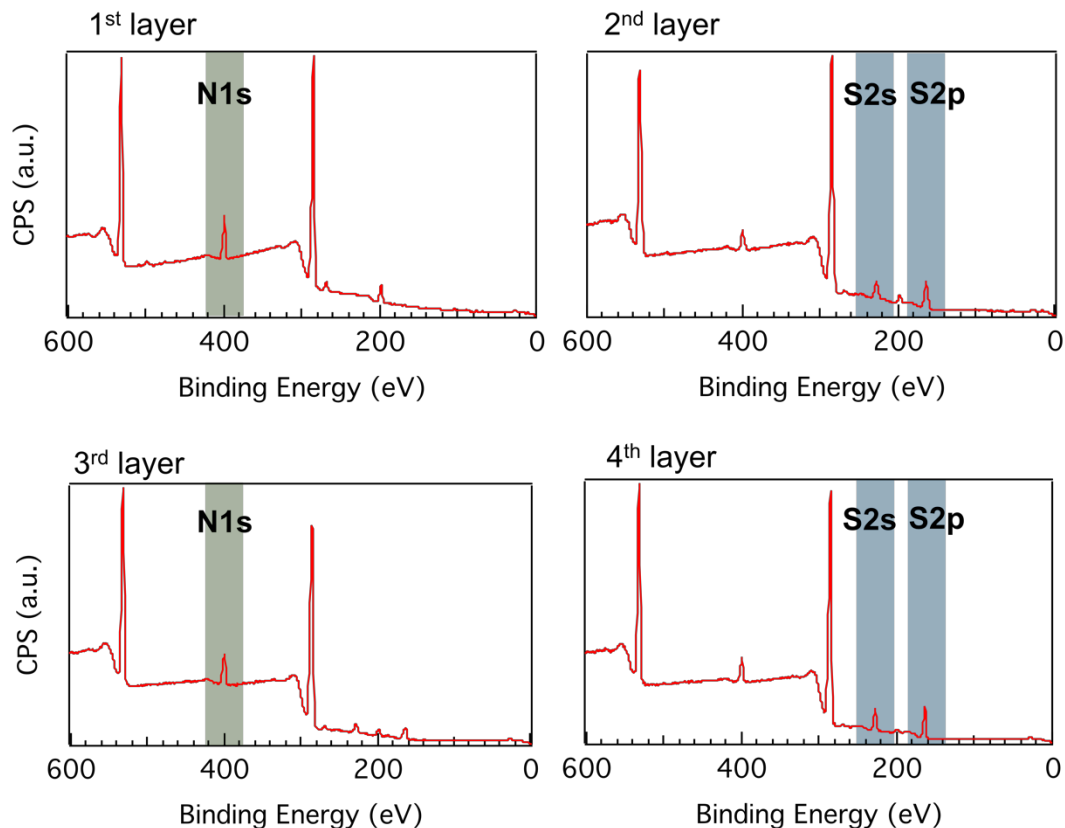 1st layer
N1s
CPS (a.u.)
600 400 200 0
Binding Energy (eV)
2nd layer
S2s S2p
600 400 200 0
Binding Energy (eV)
3rd layer
N1s
CPS (a.u.)
600 400 200 0
Binding Energy (eV)
4th layer
S2s S2p
600 400 200 0
Binding Energy (eV)